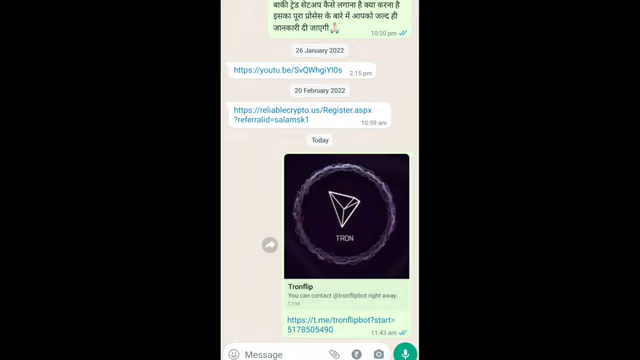 बाकी ट्रेड सेटअप कैसे लगाना है क्या करना है
इसका पूरा प्रोसेस के बारे में आपको जल्द ही
जानकारी दी जाएगी🙏🏻
10:20 pm
26 January 2022
https://youtu.be/SvQWhgiYI0s
2:15 pm
20 February 2022
https://reliablecrypto.us/Register.aspx
?referralid=salamsk1
10:59 am
Today
TRON
Tronflip
You can contact @tronflipbot right away.
t.me
https://t.me/tronflipbot?start=
5178505490
11:43 am
Message